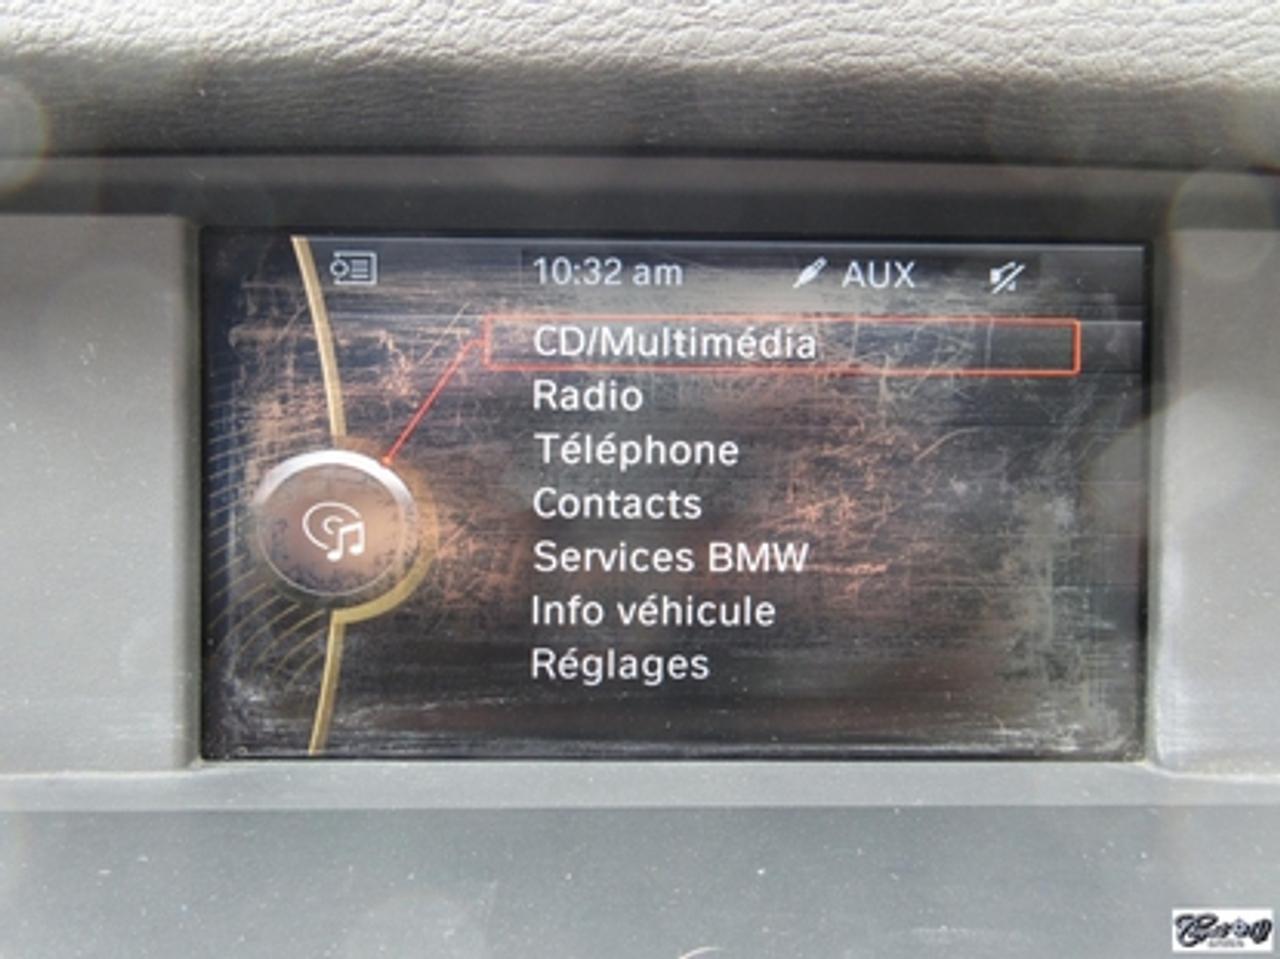 10:32 am AUX
CD/Multimédia
Radio
Téléphone
Contacts
Services BMW
Info véhicule
Réglages